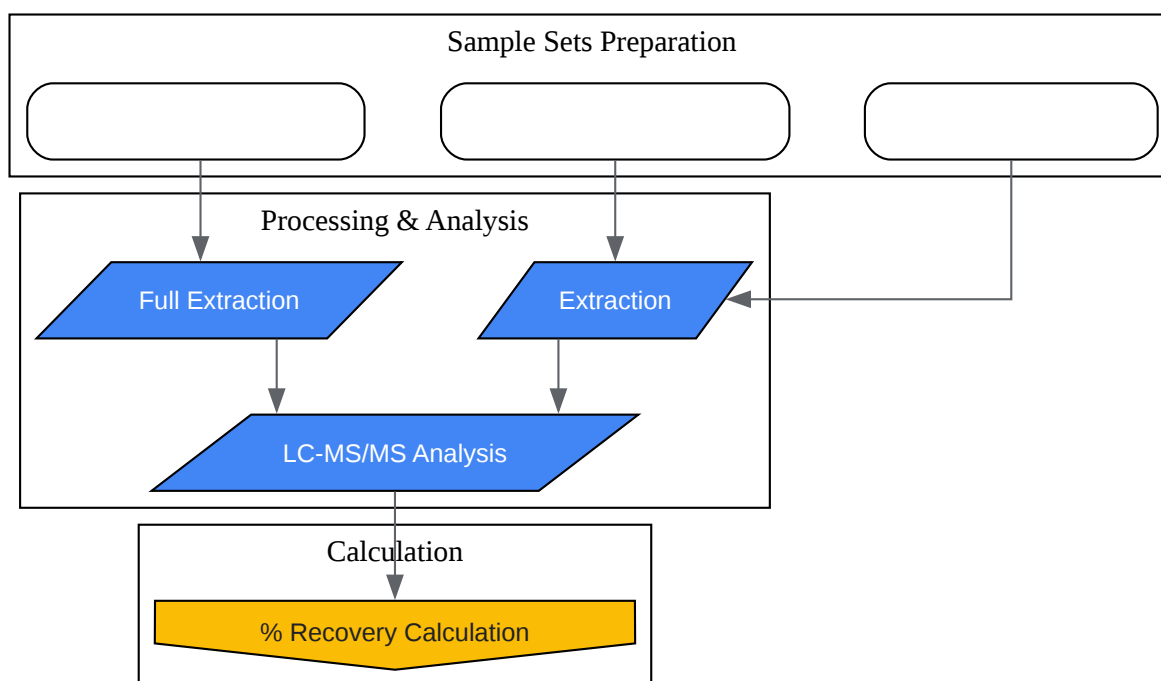 Sample Sets Preparation
Processing & Analysis
Full Extraction
Extraction
LC-MS/MS Analysis
Calculation
% Recovery Calculation